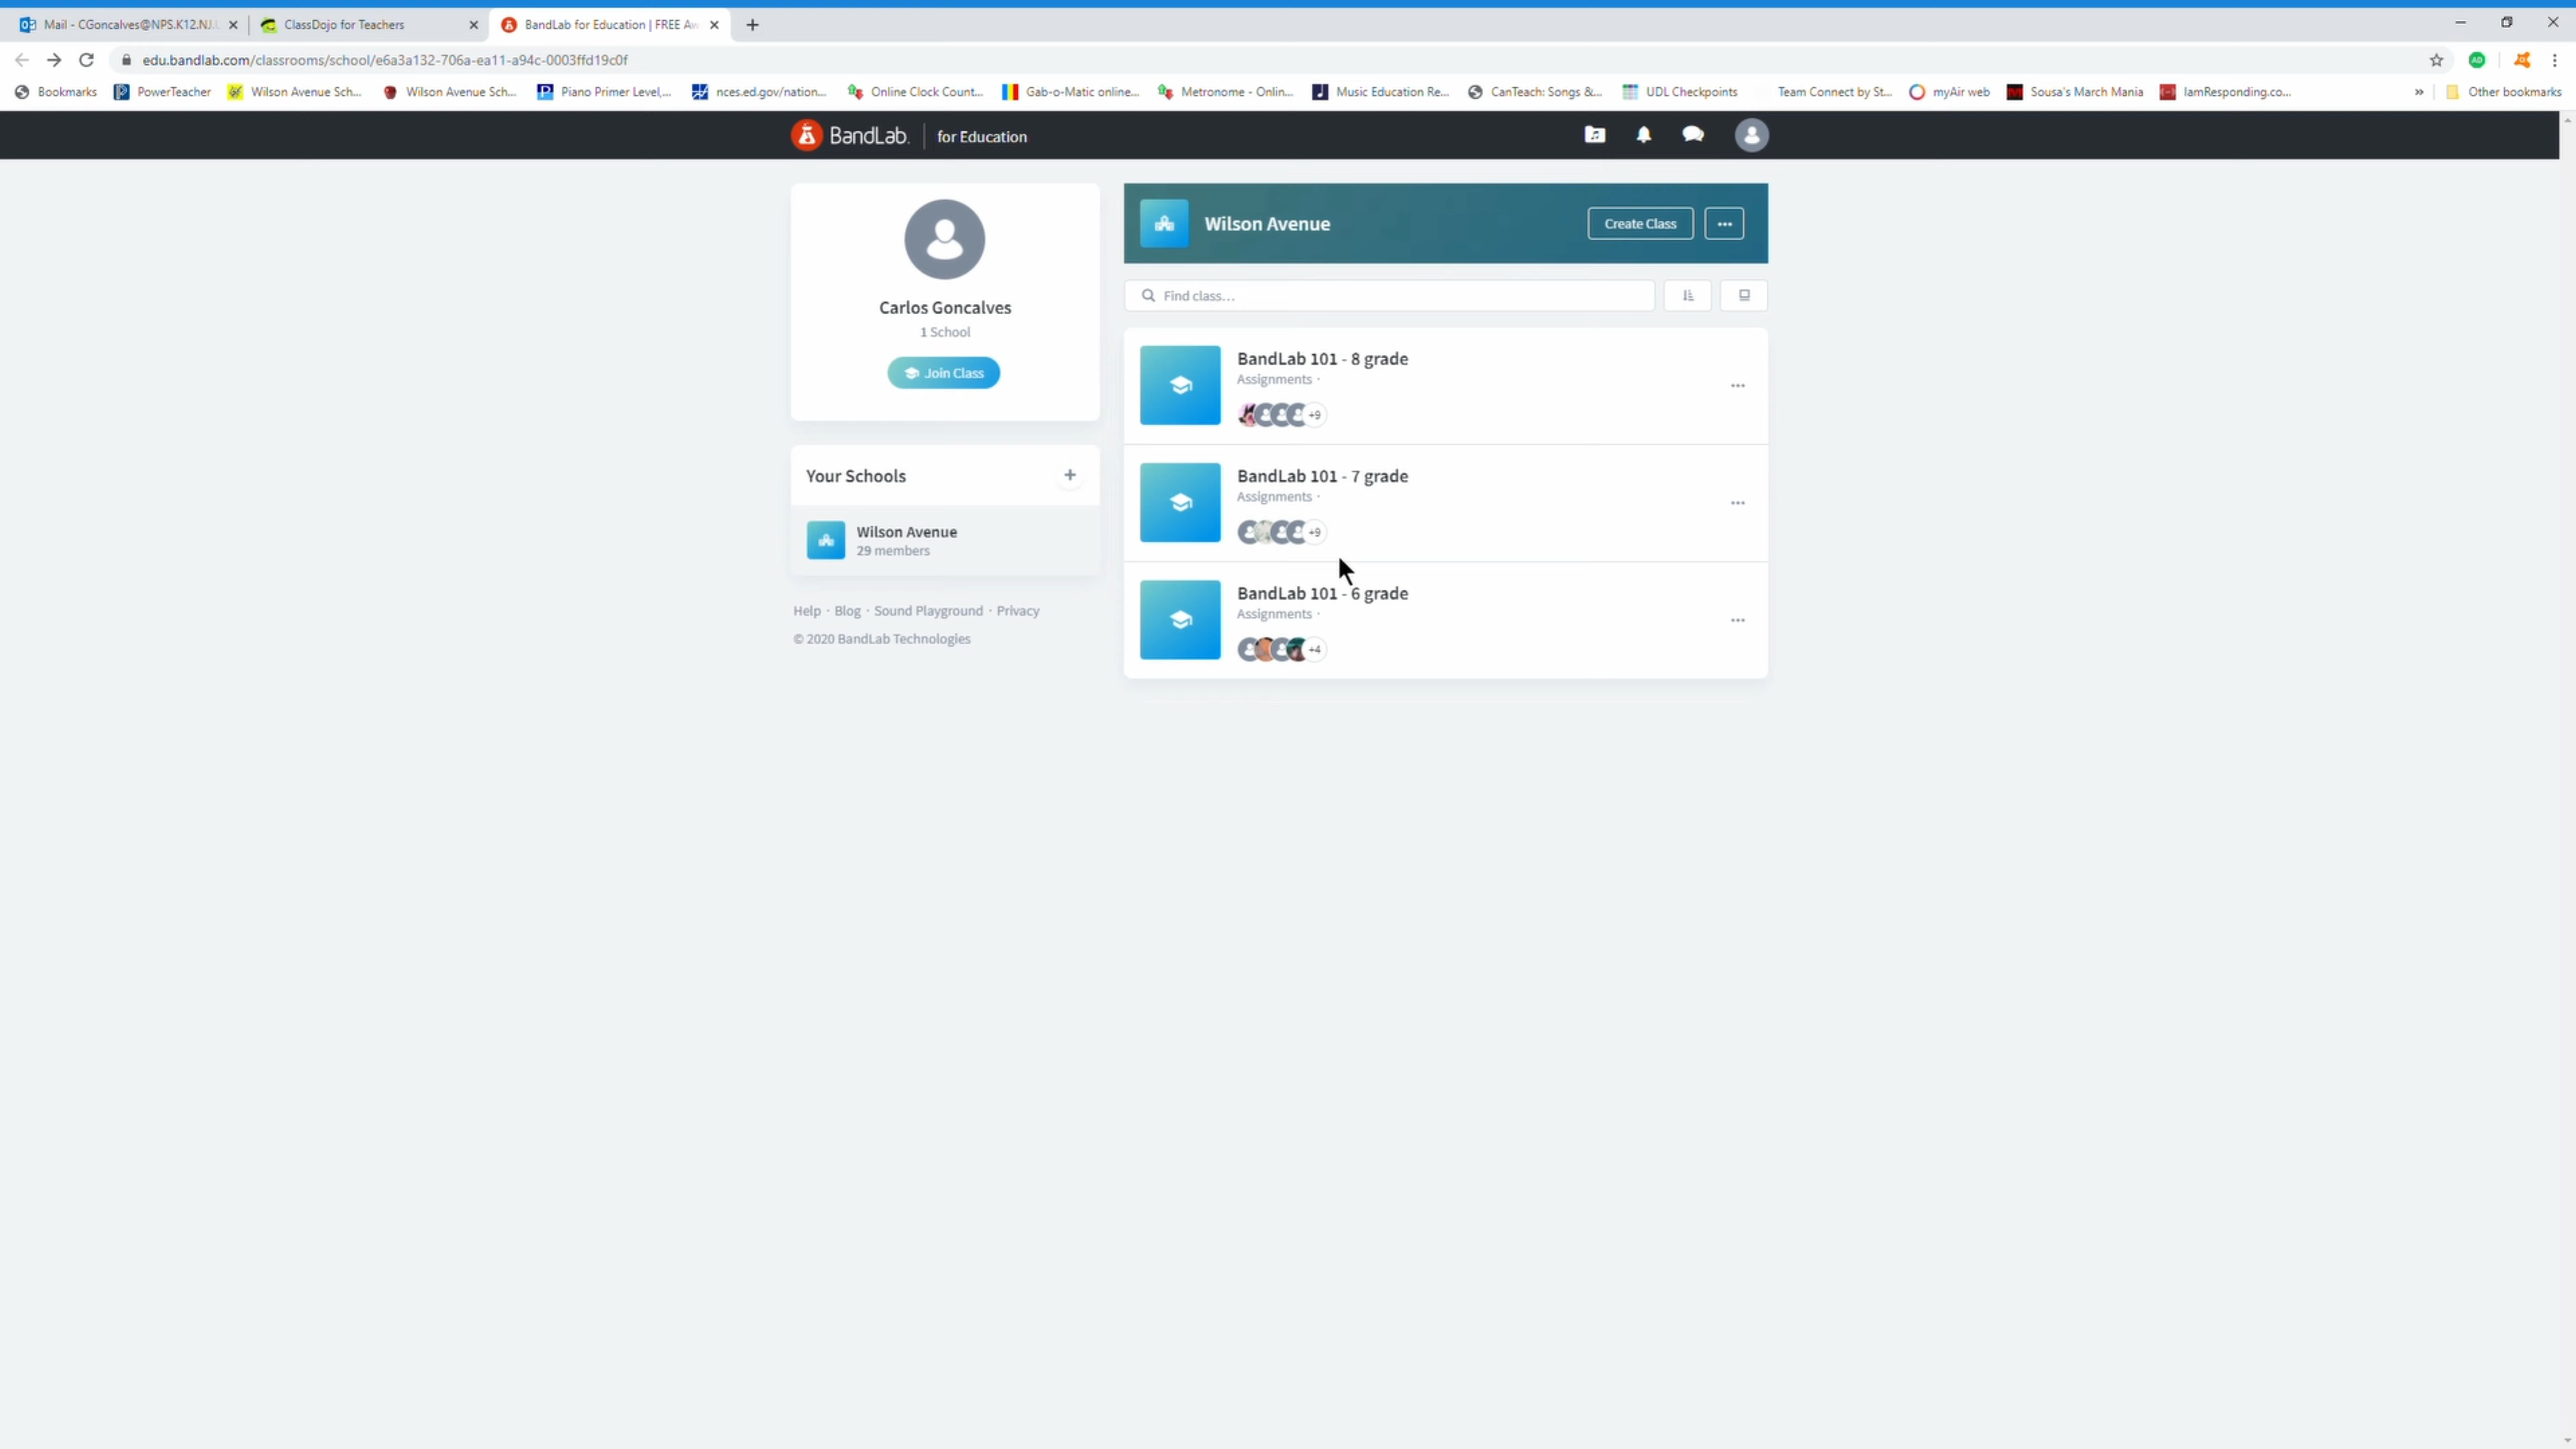 Mail - CGoncalves@NPS.K12.NJ.
ClassDojo for Teachers
BandLab for Education | FREE Aw
edu.bandlab.com/classrooms/school/e6a3a132-706a-ea11-a94c-0003ffd19c0f
Bookmarks PowerTeacher Wilson Avenue Sch... Wilson Avenue Sch... Piano Primer Level,... nces.ed.gov/nation... Online Clock Count... Gab-o-Matic online... Metronome - Onlin... Music Education Re... CanTeach: Songs &... UDL Checkpoints Team Connect by St... myAir web Sousa's March Mania IamResponding.co... » Other bookmarks
BandLab. for Education
Carlos Goncalves
1 School
Join Class
Your Schools +
Wilson Avenue
29 members
Help · Blog · Sound Playground · Privacy
© 2020 BandLab Technologies
Wilson Avenue Create Class
Find class...
BandLab 101 - 8 grade
Assignments ·
+9
BandLab 101 - 7 grade
Assignments ·
+9
BandLab 101 - 6 grade
Assignments ·
+4